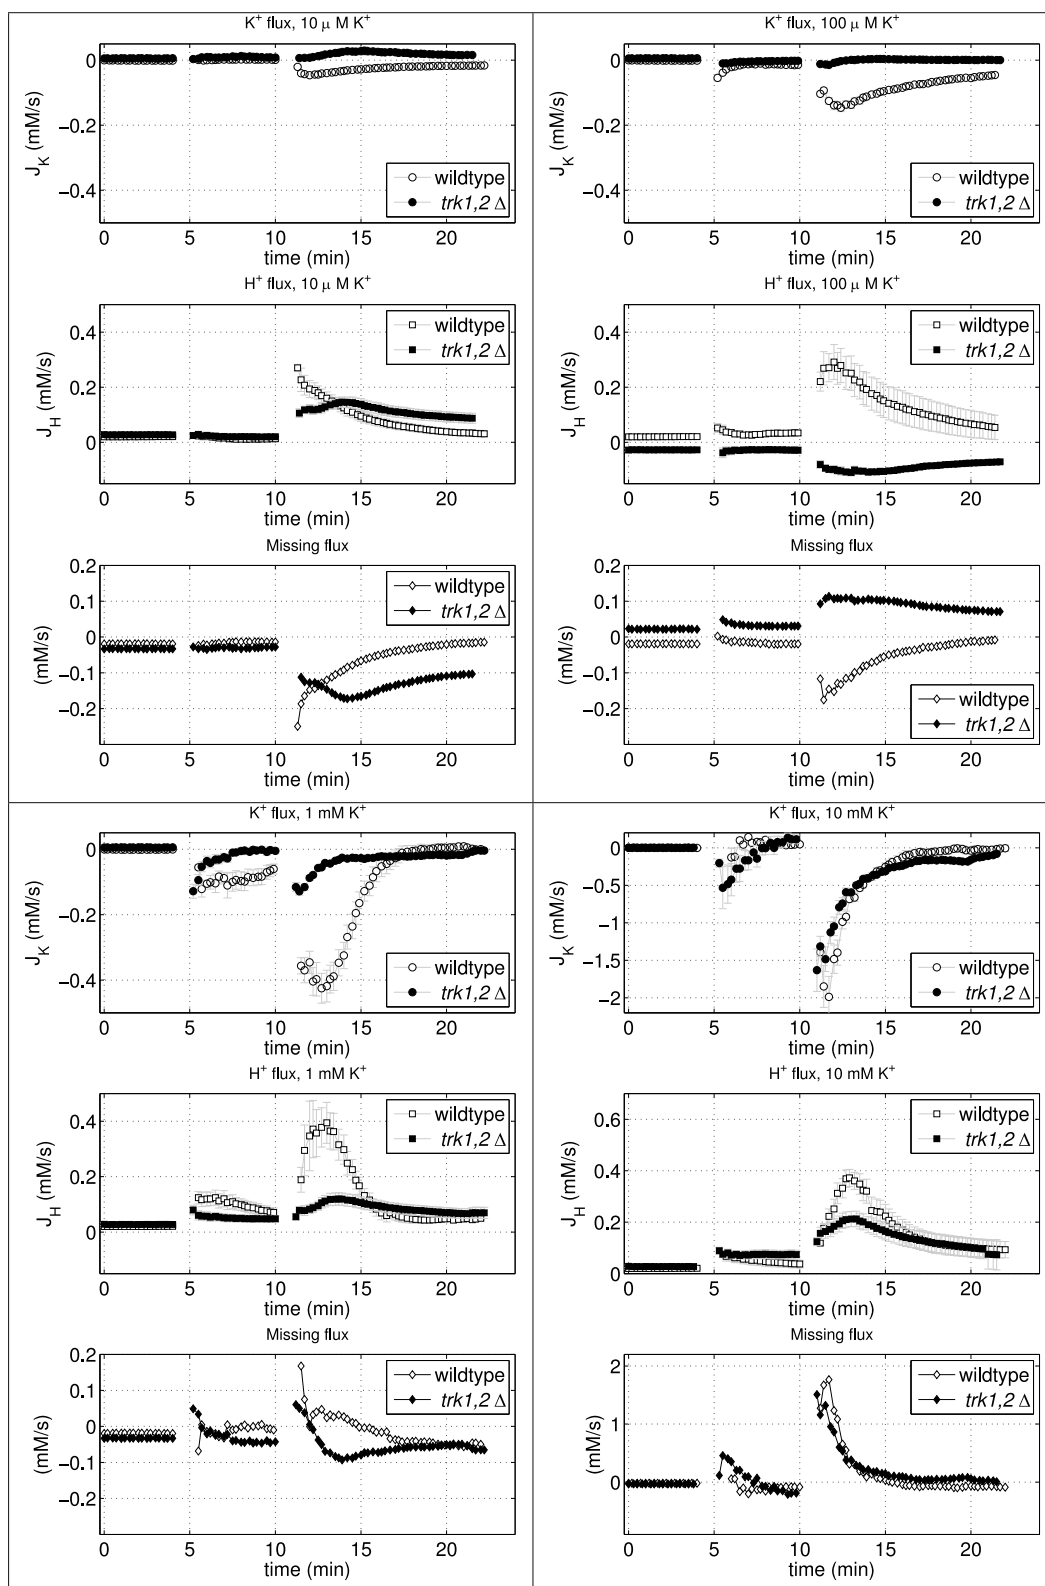 K+ flux, 10 μ M K+
0
−0.2
−0.4
J_K (mM/s)
wildtype
trk1,2 Δ
0 5 10 15 20
time (min)
H+ flux, 10 μ M K+
0.4
0.2
0
J_H (mM/s)
wildtype
trk1,2 Δ
0 5 10 15 20
time (min)
Missing flux
0.2
0.1
0
−0.1
−0.2
(mM/s)
wildtype
trk1,2 Δ
0 5 10 15 20
time (min)
K+ flux, 100 μ M K+
0
−0.2
−0.4
J_K (mM/s)
wildtype
trk1,2 Δ
0 5 10 15 20
time (min)
H+ flux, 100 μ M K+
0.4
0.2
0
J_H (mM/s)
wildtype
trk1,2 Δ
0 5 10 15 20
time (min)
Missing flux
0.2
0.1
0
−0.1
−0.2
(mM/s)
wildtype
trk1,2 Δ
0 5 10 15 20
time (min)
K+ flux, 1 mM K+
0
−0.2
−0.4
J_K (mM/s)
wildtype
trk1,2 Δ
0 5 10 15 20
time (min)
H+ flux, 1 mM K+
0.4
0.2
0
J_H (mM/s)
wildtype
trk1,2 Δ
0 5 10 15 20
time (min)
Missing flux
0.2
0.1
0
−0.1
−0.2
(mM/s)
wildtype
trk1,2 Δ
0 5 10 15 20
time (min)
K+ flux, 10 mM K+
0
−0.5
−1
−1.5
−2
J_K (mM/s)
wildtype
trk1,2 Δ
0 5 10 15 20
time (min)
H+ flux, 10 mM K+
0.6
0.4
0.2
0
J_H (mM/s)
wildtype
trk1,2 Δ
0 5 10 15 20
time (min)
Missing flux
2
1
0
(mM/s)
wildtype
trk1,2 Δ
0 5 10 15 20
time (min)